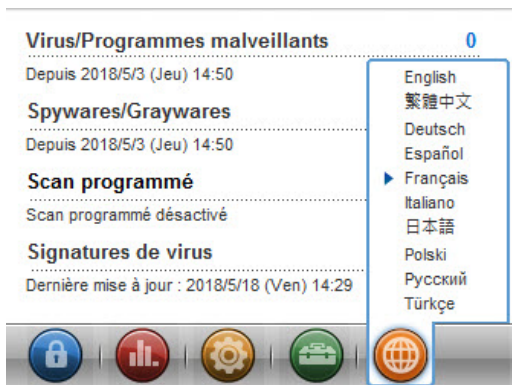 Virus/Programmes malveillants 0
Depuis 2018/5/3 (Jeu) 14:50
Spywares/Graywares
Depuis 2018/5/3 (Jeu) 14:50
Scan programmé
Scan programmé désactivé
Signatures de virus
Dernière mise à jour : 2018/5/18 (Ven) 14:29
English
繁體中文
Deutsch
Español
Français
Italiano
日本語
Polski
Русский
Türkçe